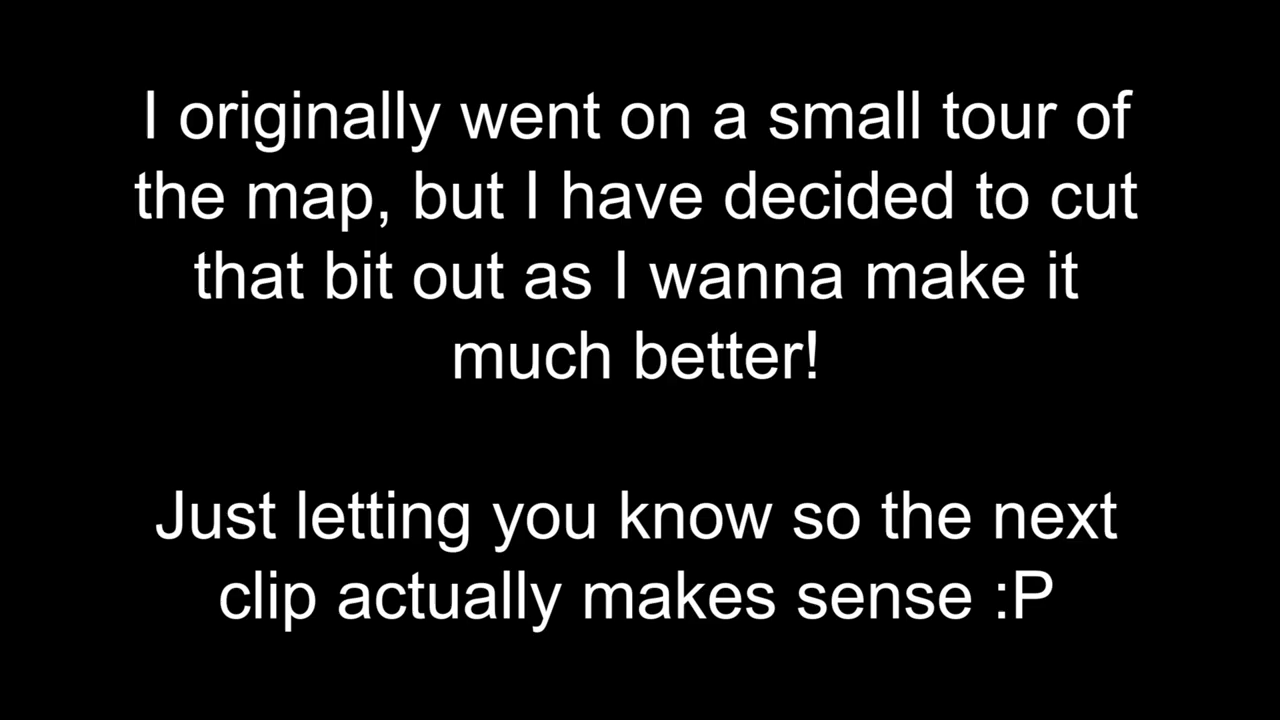 I originally went on a small tour of
the map, but I have decided to cut
that bit out as I wanna make it
much better!
Just letting you know so the next
clip actually makes sense :P